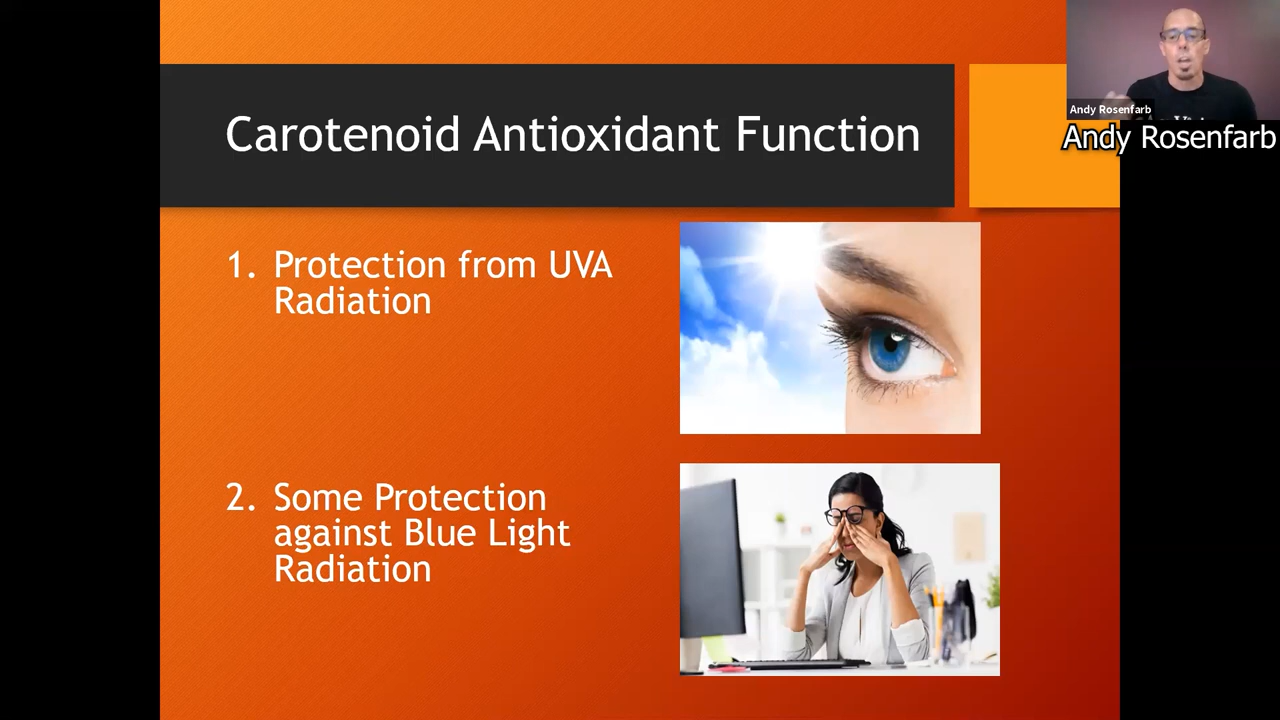 Carotenoid Antioxidant Function
Andy Rosenfarb
Andy Rosenfarb
1. Protection from UVA
Radiation
2. Some Protection
against Blue Light
Radiation